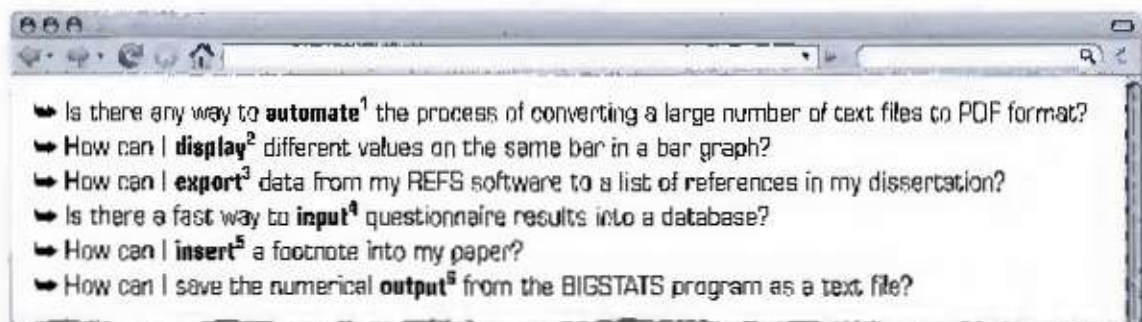 ➥ Is there any way to automate¹ the process of converting a large number of text files to PDF format?
➥ How can I display² different values on the same bar in a bar graph?
➥ How can I export³ data from my REFS software to a list of references in my dissertation?
➥ Is there a fast way to input⁴ questionnaire results into a database?
➥ How can I insert⁵ a footnote into my paper?
➥ How can I save the numerical output⁶ from the BIGSTATS program as a text file?